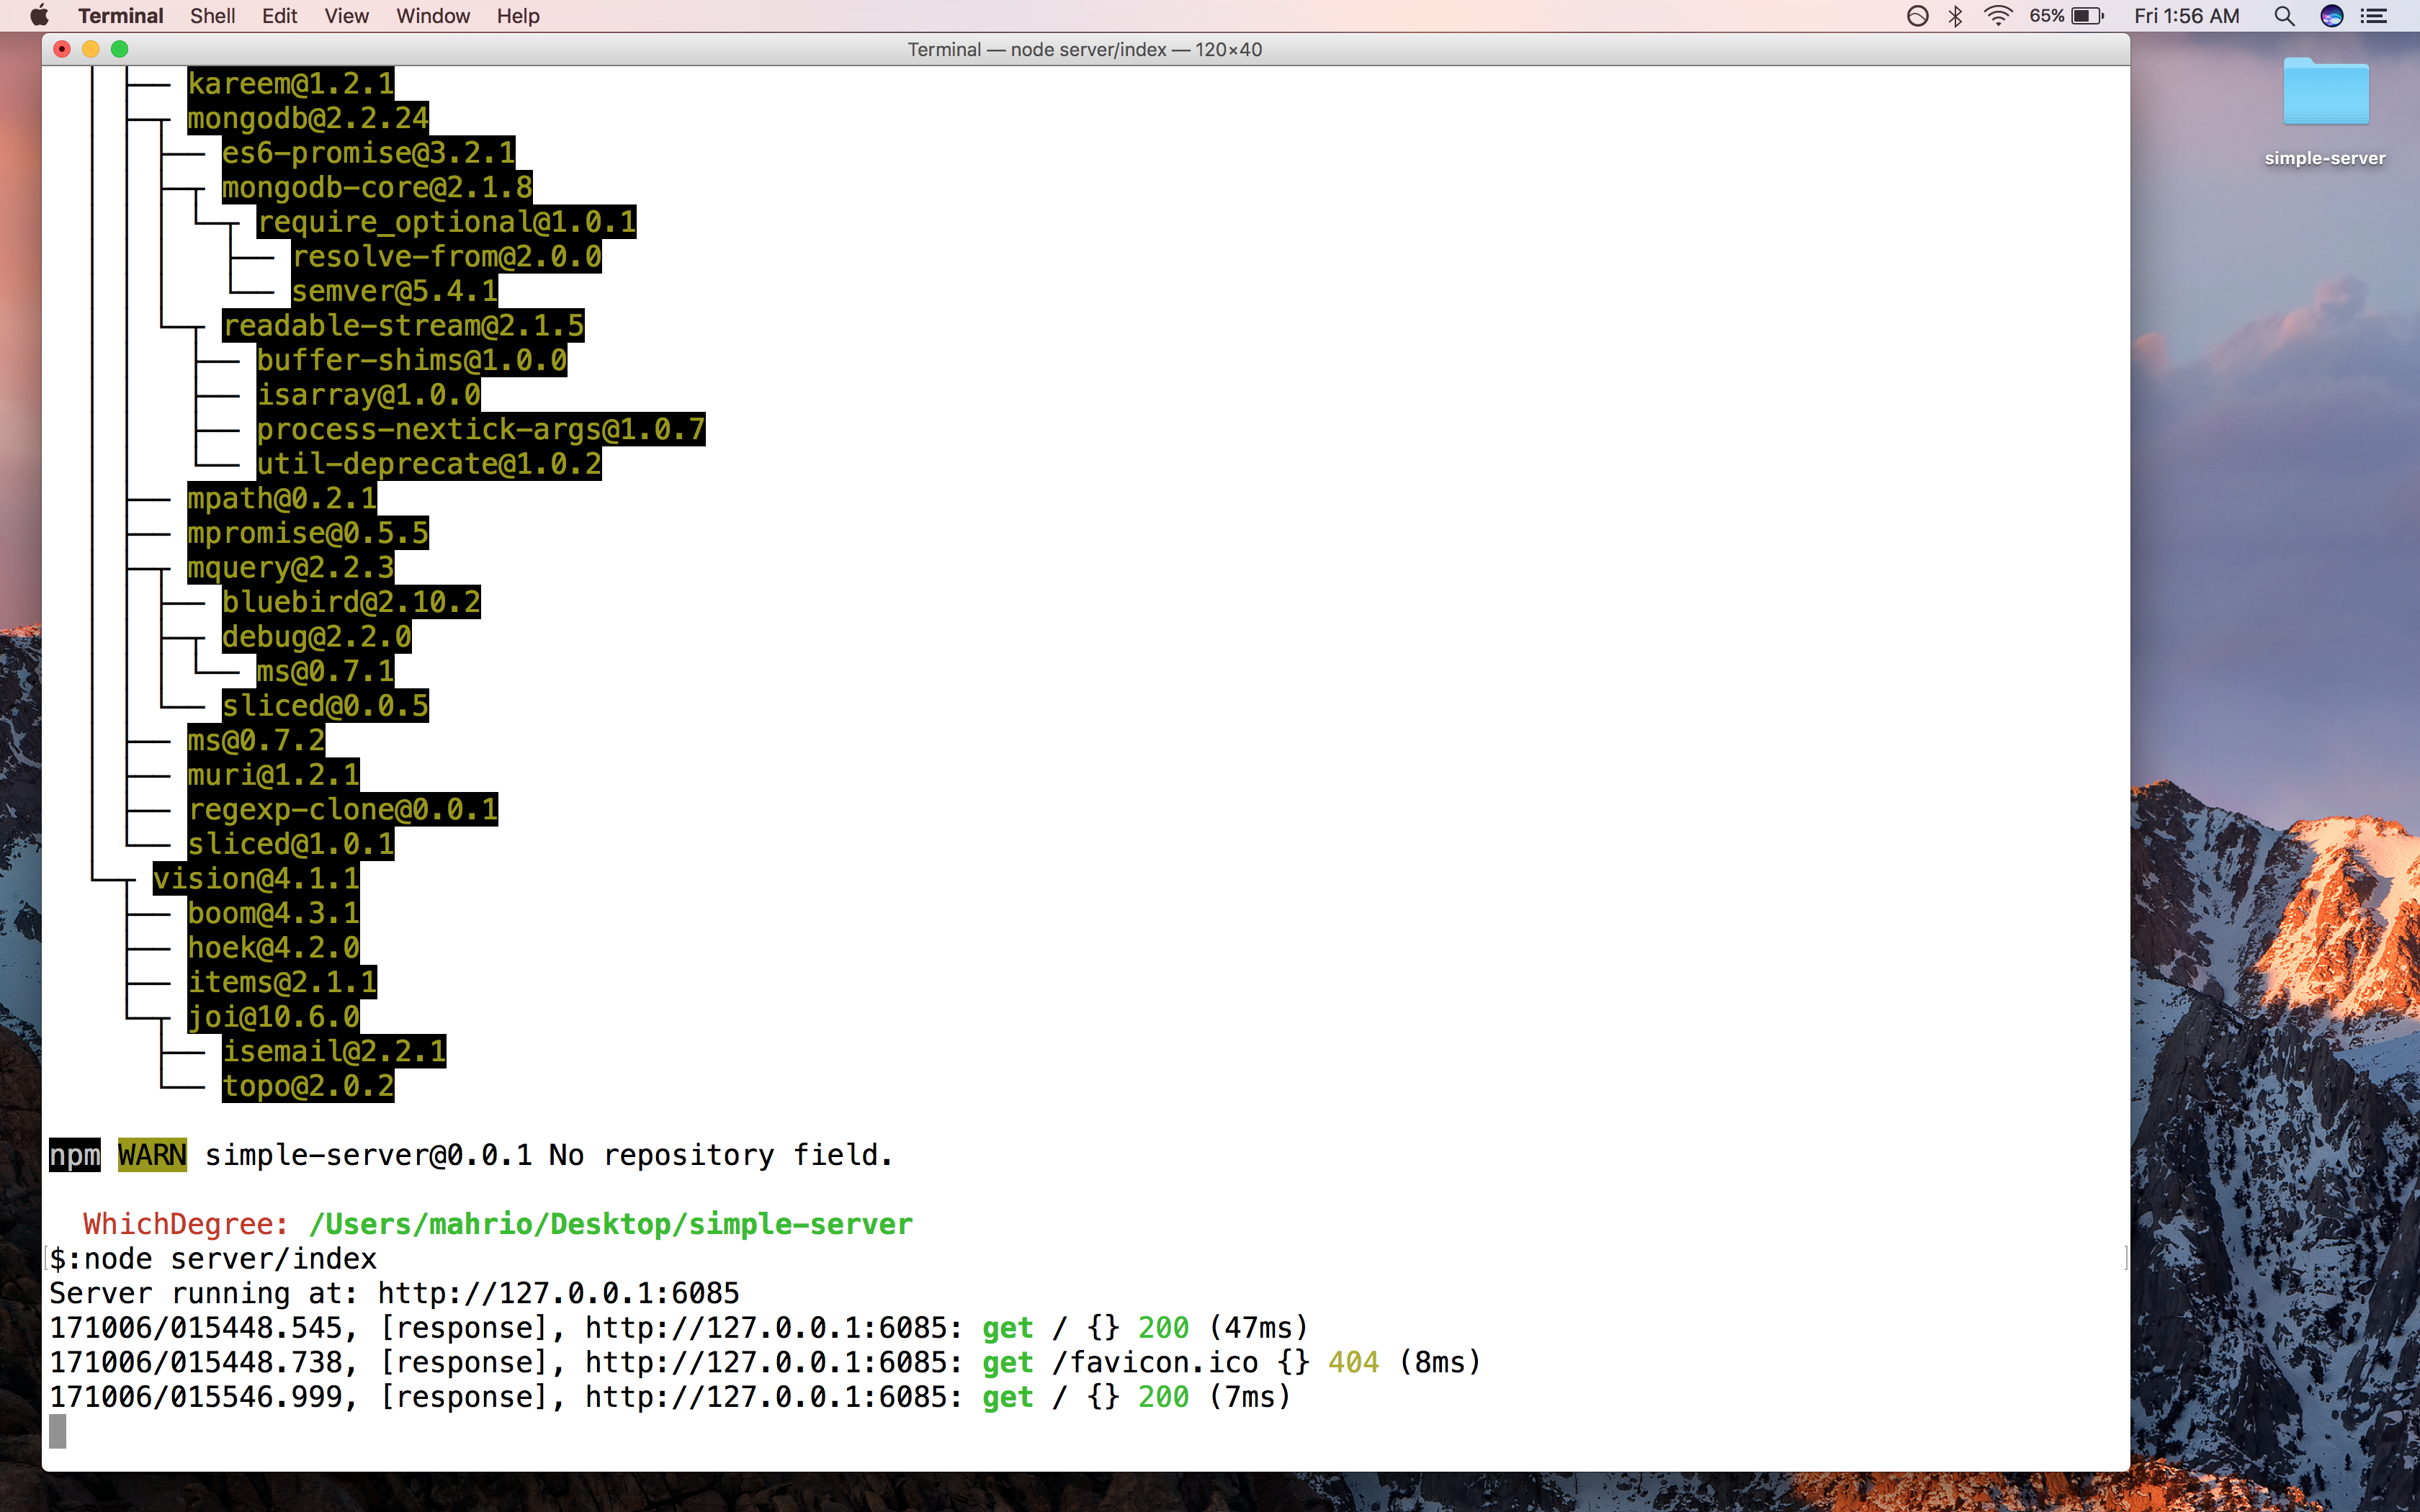 Terminal Shell Edit View Window Help 65% Fri 1:56 AM
Terminal — node server/index — 120×40
simple-server
├── kareem@1.2.1
├─┬ mongodb@2.2.24
├── es6-promise@3.2.1
├─┬ mongodb-core@2.1.8
└─┬ require_optional@1.0.1
├── resolve-from@2.0.0
└── semver@5.4.1
└─┬ readable-stream@2.1.5
├── buffer-shims@1.0.0
├── isarray@1.0.0
├── process-nextick-args@1.0.7
└── util-deprecate@1.0.2
├── mpath@0.2.1
├── mpromise@0.5.5
├─┬ mquery@2.2.3
├── bluebird@2.10.2
├─┬ debug@2.2.0
└── ms@0.7.1
└── sliced@0.0.5
├── ms@0.7.2
├── muri@1.2.1
├── regexp-clone@0.0.1
└── sliced@1.0.1
└─┬ vision@4.1.1
├── boom@4.3.1
├── hoek@4.2.0
├── items@2.1.1
└─┬ joi@10.6.0
├── isemail@2.2.1
└── topo@2.0.2
npm WARN simple-server@0.0.1 No repository field.
WhichDegree: /Users/mahrio/Desktop/simple-server
$:node server/index
Server running at: http://127.0.0.1:6085
171006/015448.545, [response], http://127.0.0.1:6085: get / {} 200 (47ms)
171006/015448.738, [response], http://127.0.0.1:6085: get /favicon.ico {} 404 (8ms)
171006/015546.999, [response], http://127.0.0.1:6085: get / {} 200 (7ms)